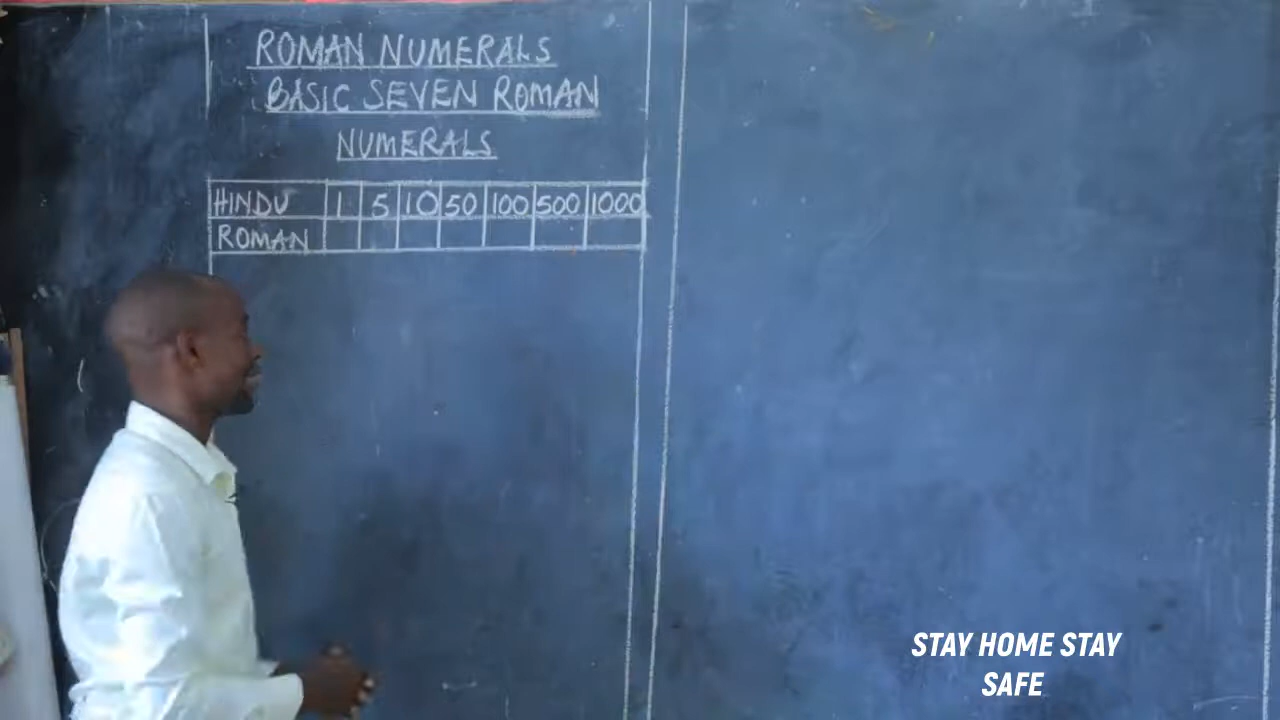 ROMAN NUMERALS
BASIC SEVEN ROMAN
NUMERALS
HINDU 1 5 10 50 100 500 1000
ROMAN
STAY HOME STAY
SAFE